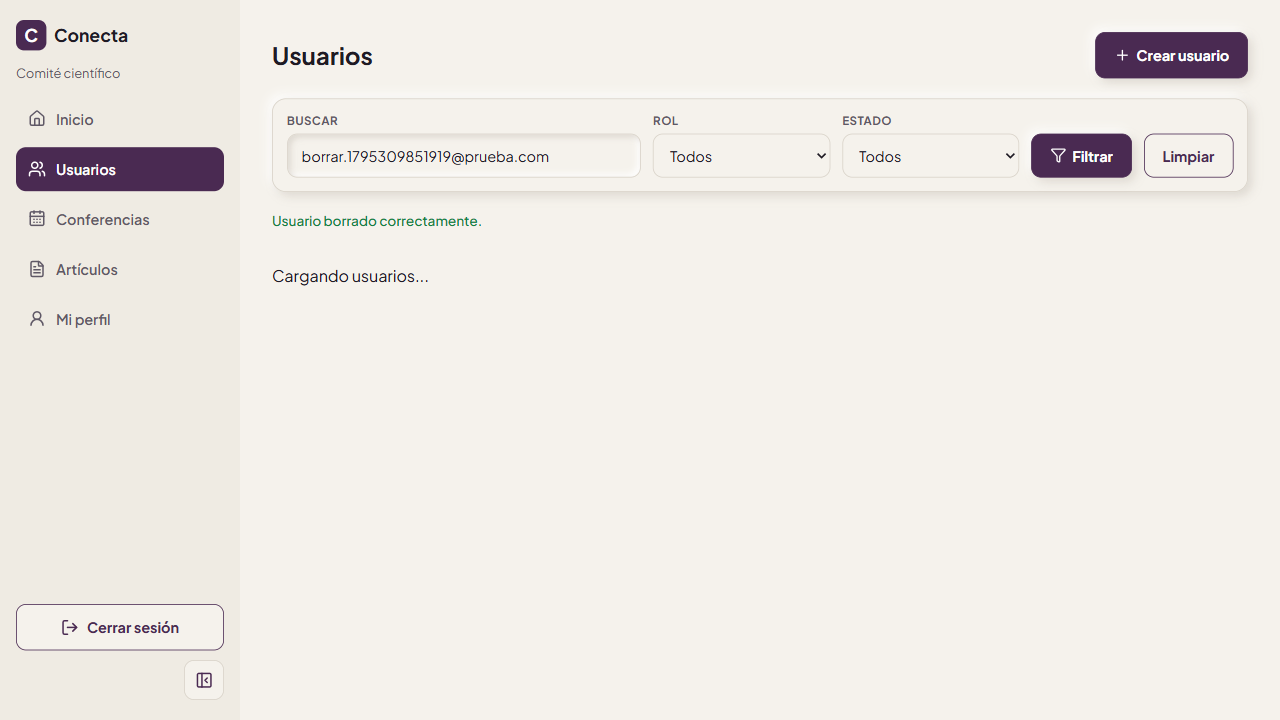 C Conecta
Comité científico
Inicio
Usuarios
Conferencias
Artículos
Mi perfil
Cerrar sesión
Usuarios
Crear usuario
BUSCAR ROL ESTADO
borrar.1795309851919@prueba.com Todos Todos Filtrar Limpiar
Usuario borrado correctamente.
Cargando usuarios...